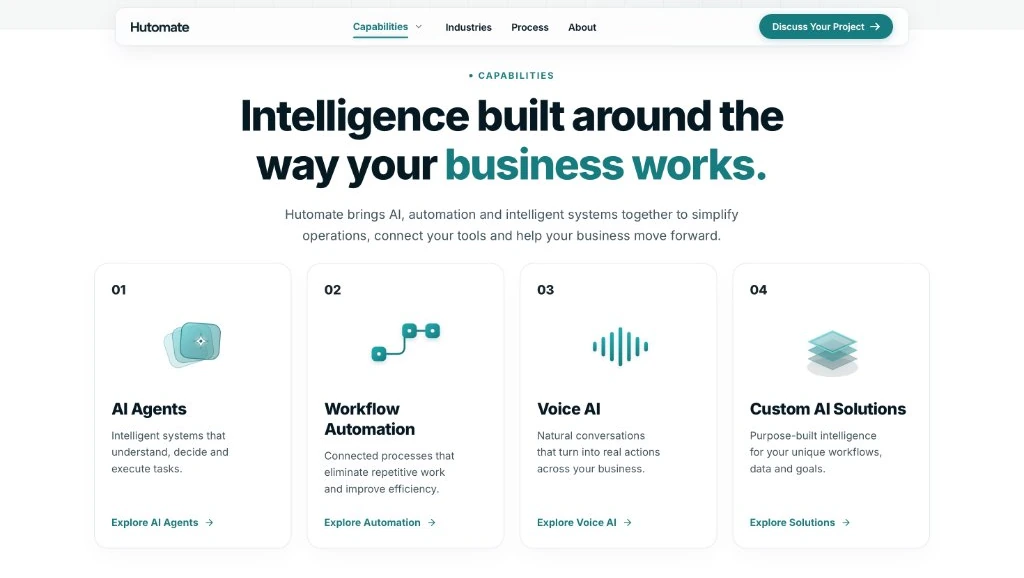 Hutomate
Capabilities
Industries
Process
About
Discuss Your Project →
• CAPABILITIES
Intelligence built around the
way your business works.
Hutomate brings AI, automation and intelligent systems together to simplify
operations, connect your tools and help your business move forward.
01
AI Agents
Intelligent systems that
understand, decide and
execute tasks.
Explore AI Agents →
02
Workflow
Automation
Connected processes that
eliminate repetitive work
and improve efficiency.
Explore Automation →
03
Voice AI
Natural conversations
that turn into real actions
across your business.
Explore Voice AI →
04
Custom AI Solutions
Purpose-built intelligence
for your unique workflows,
data and goals.
Explore Solutions →